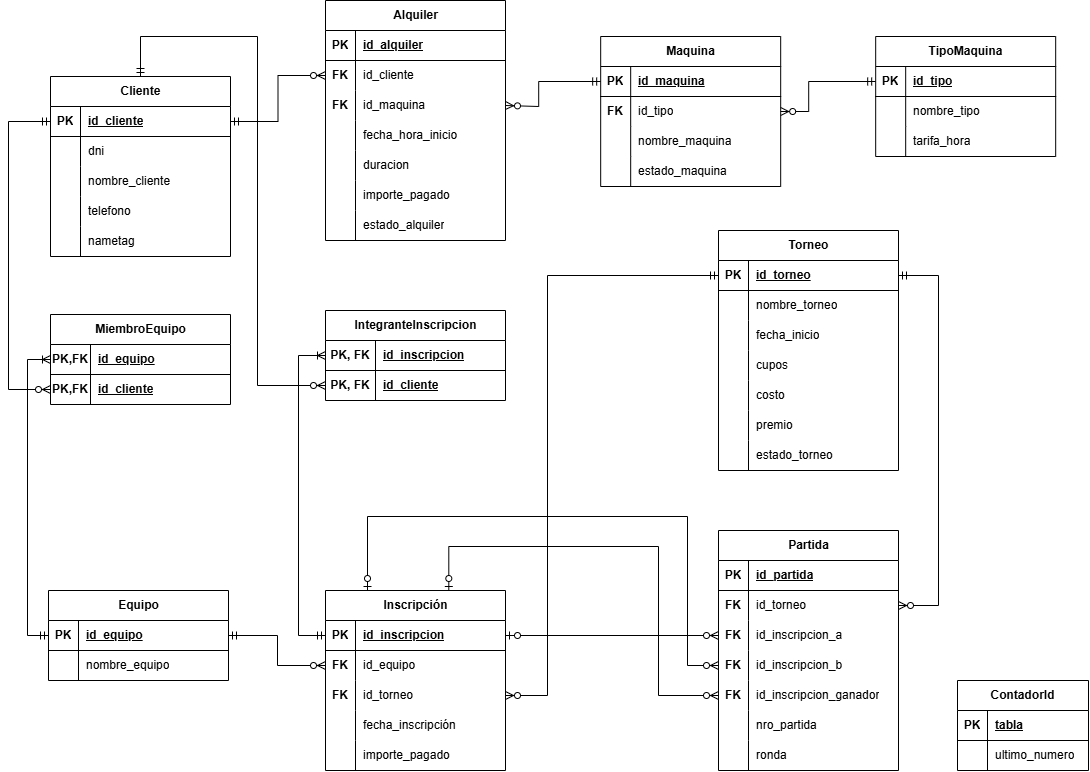 Alquiler
PK id_alquiler
FK id_cliente
FK id_maquina
fecha_hora_inicio
duracion
importe_pagado
estado_alquiler
Maquina
PK id_maquina
FK id_tipo
nombre_maquina
estado_maquina
TipoMaquina
PK id_tipo
nombre_tipo
tarifa_hora
Cliente
PK id_cliente
dni
nombre_cliente
telefono
nametag
Torneo
PK id_torneo
nombre_torneo
fecha_inicio
cupos
costo
premio
estado_torneo
MiembroEquipo
PK,FK id_equipo
PK,FK id_cliente
IntegranteInscripcion
PK, FK id_inscripcion
PK, FK id_cliente
Equipo
PK id_equipo
nombre_equipo
Inscripción
PK id_inscripcion
FK id_equipo
FK id_torneo
fecha_inscripción
importe_pagado
Partida
PK id_partida
FK id_torneo
FK id_inscripcion_a
FK id_inscripcion_b
FK id_inscripcion_ganador
nro_partida
ronda
ContadorId
PK tabla
ultimo_numero